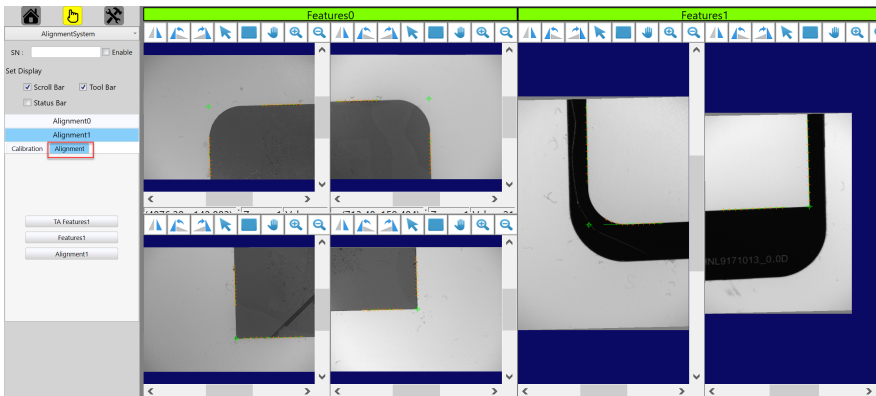 AlignmentSystem
SN :
Enable
Set Display
Scroll Bar
Tool Bar
Status Bar
Alignment0
Alignment1
Calibration
Alignment
TA Features1
Features1
Alignment1
Features0
Features1
9171013_0.0D